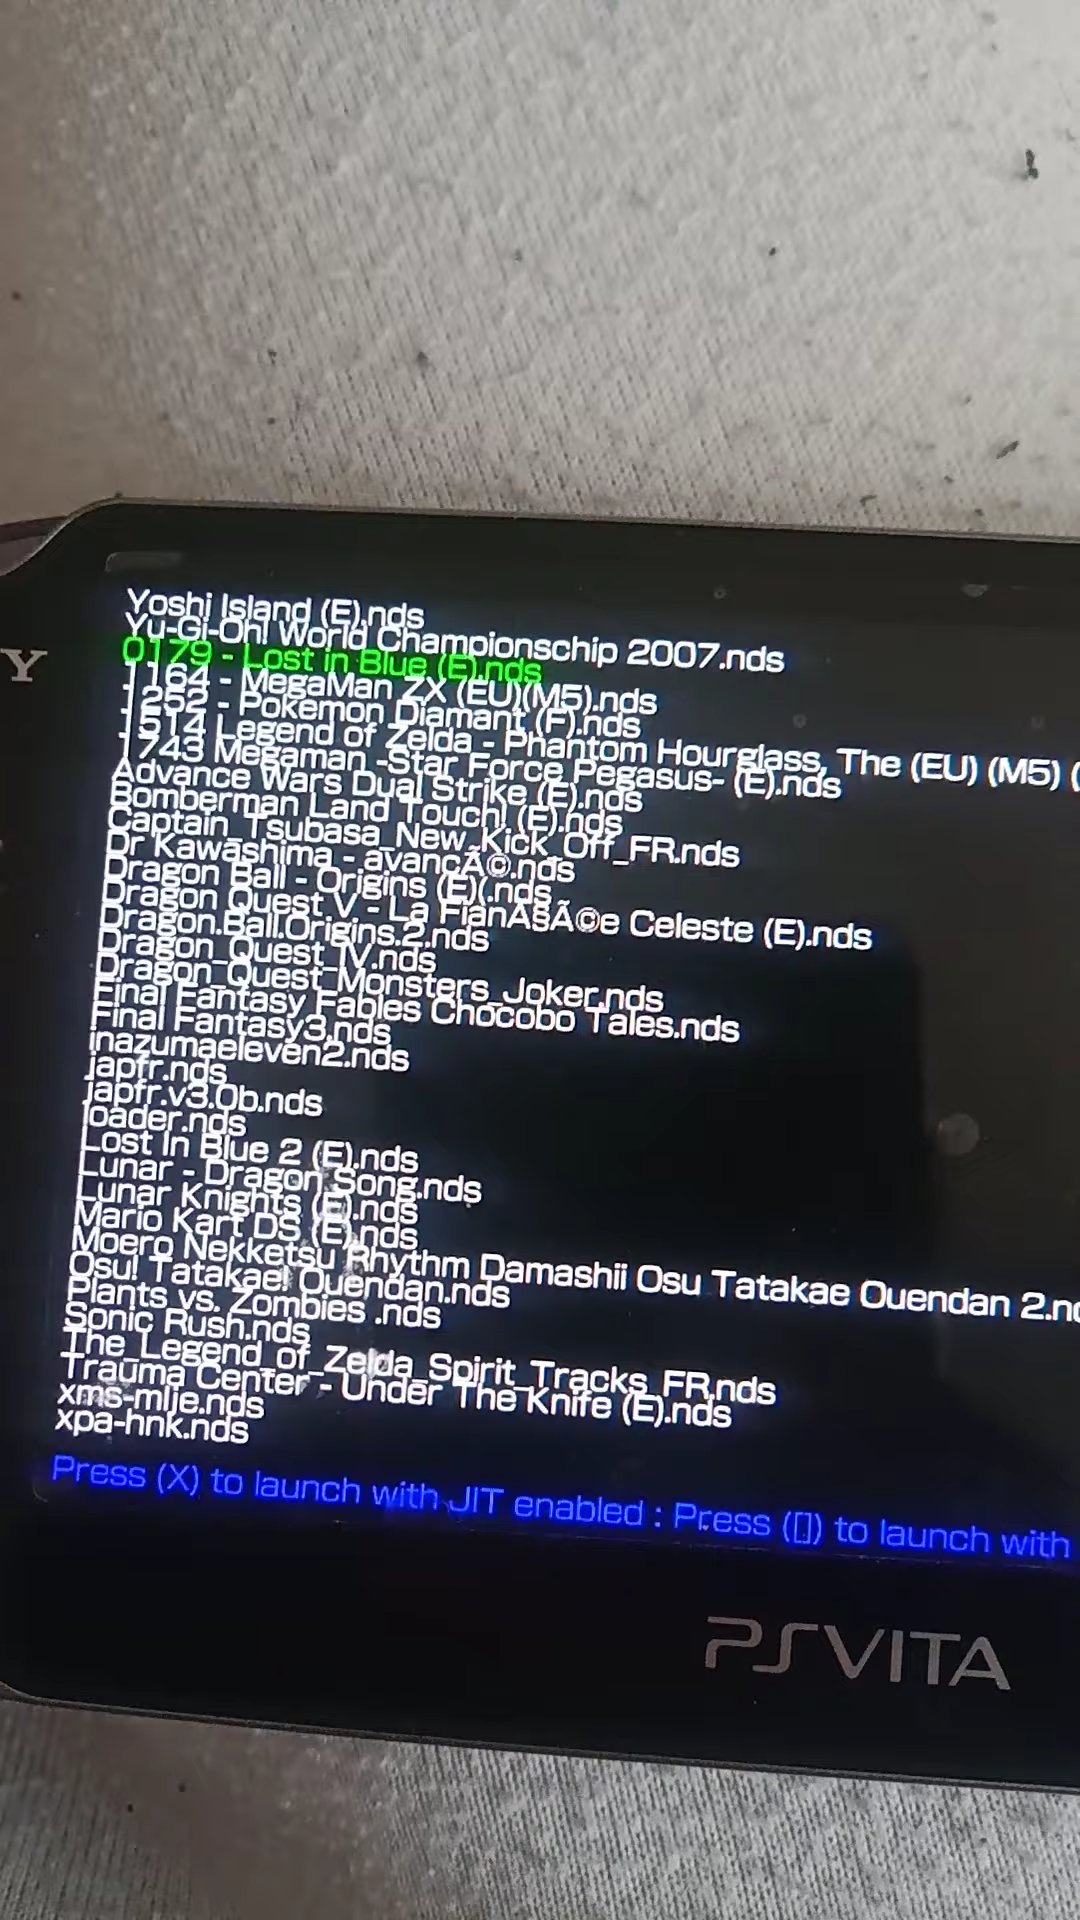 Yoshi Island (E).nds
Yu-Gi-Oh! World Championschip 2007.nds
0179 - Lost in Blue (E).nds
1164 - MegaMan ZX (EU)(M5).nds
1252 - Pokemon Diamant (F).nds
1514 Legend of Zelda - Phantom Hourglass, The (EU) (M5) (
1743 Megaman -Star Force Pegasus- (E).nds
Advance Wars Dual Strike (E).nds
Bomberman Land Touch! (E).nds
Captain_Tsubasa_New_Kick_Off_FR.nds
Dr Kawashima - avancÃ©.nds
Dragon Ball - Origins (E)(.nds
Dragon Quest V - La FianÃ§Ã©e Celeste (E).nds
Dragon.Ball.Origins.2.nds
Dragon_Quest_IV.nds
Dragon_Quest_Monsters_Joker.nds
Final Fantasy Fables Chocobo Tales.nds
Final Fantasy3.nds
inazumaeleven2.nds
japfr.nds
japfr.v3.0b.nds
loader.nds
Lost In Blue 2 (E).nds
Lunar - Dragon Song.nds
Lunar Knights (E).nds
Mario Kart DS (E).nds
Moero Nekketsu Rhythm Damashii Osu Tatakae Ouendan 2.n
Osu! Tatakae! Ouendan.nds
Plants vs. Zombies .nds
Sonic Rush.nds
The_Legend_of_Zelda_Spirit_Tracks_FR.nds
Trauma Center - Under The Knife (E).nds
xms-mlje.nds
xpa-hnk.nds
Press (X) to launch with JIT enabled : Press ([]) to launch with
Y
PSVITA